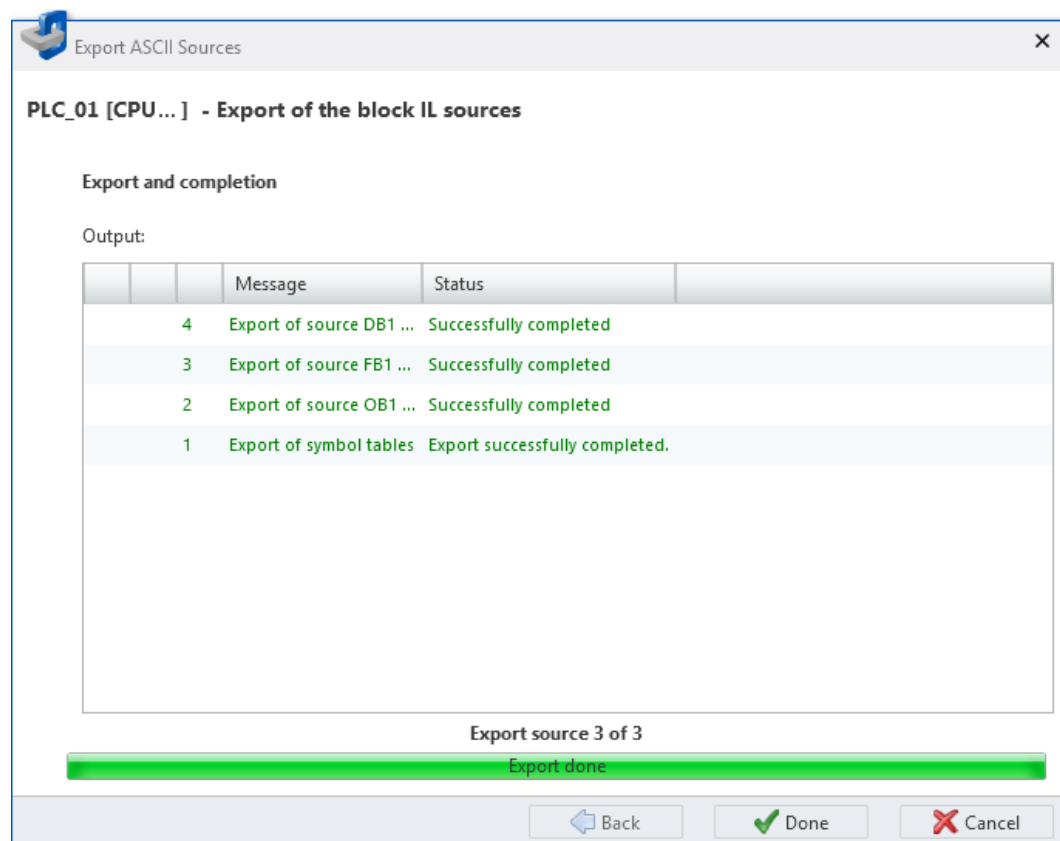 Export ASCII Sources
PLC_01 [CPU... ] - Export of the block IL sources
Export and completion
Output:
Message Status
4 Export of source DB1 ... Successfully completed
3 Export of source FB1 ... Successfully completed
2 Export of source OB1 ... Successfully completed
1 Export of symbol tables Export successfully completed.
Export source 3 of 3
Export done
Back Done Cancel